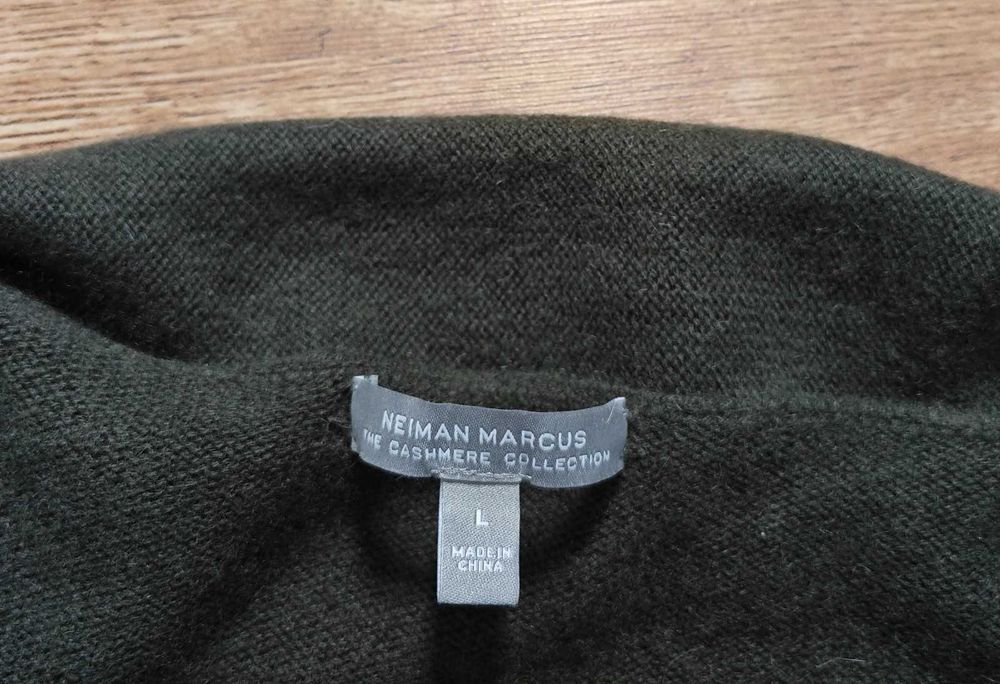 NEIMAN MARCUS
THE CASHMERE COLLECTION
L
MADE IN
CHINA